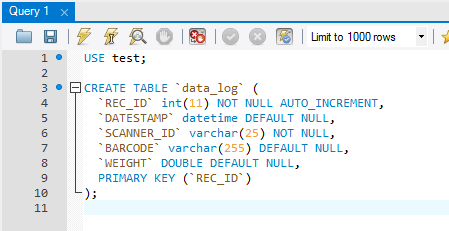 Query 1
Limit to 1000 rows
1 USE test;
2
3 CREATE TABLE `data_log` (
4 `REC_ID` int(11) NOT NULL AUTO_INCREMENT,
5 `DATESTAMP` datetime DEFAULT NULL,
6 `SCANNER_ID` varchar(25) NOT NULL,
7 `BARCODE` varchar(255) DEFAULT NULL,
8 `WEIGHT` DOUBLE DEFAULT NULL,
9 PRIMARY KEY (`REC_ID`)
10 );
11